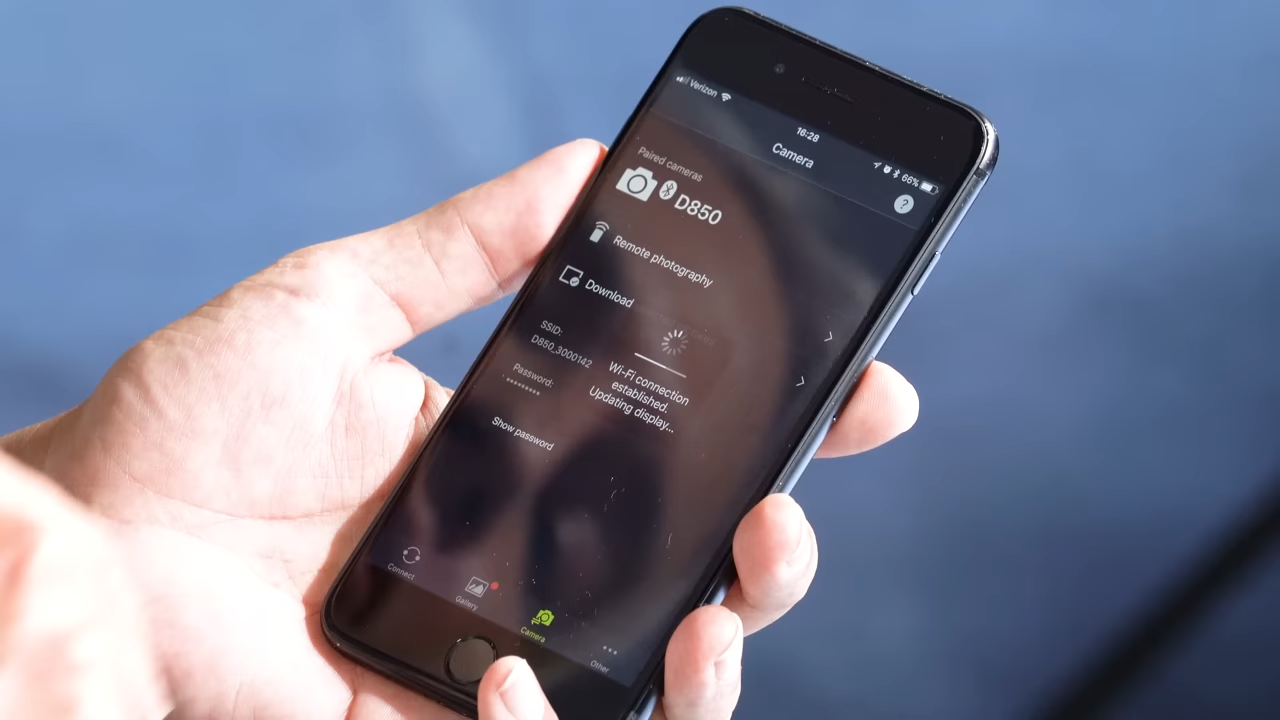 Verizon
16:28
66%
Camera
?
Paired cameras
D850
Remote photography
Download
SSID:
D850_3000142
Password:
•••••••••
Show password
Wi-Fi connection
established.
Updating display...
Connect
Gallery
Camera
Other